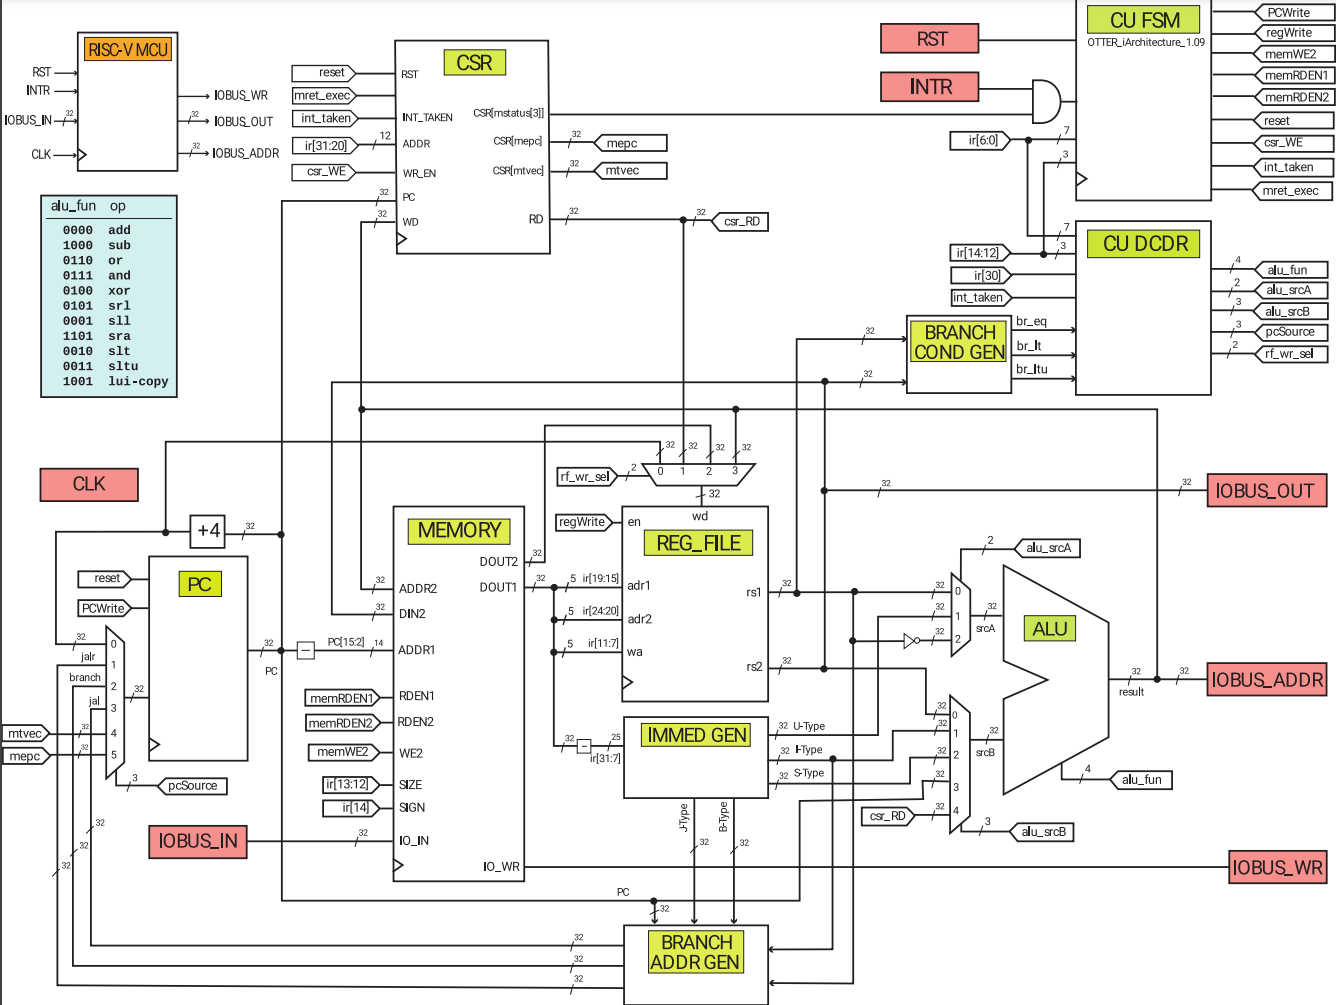 RISC-V MCU
RST
INTR
IOBUS_IN
32
CLK
IOBUS_WR
32
IOBUS_OUT
32
IOBUS_ADDR
alu_fun op
0000 add
1000 sub
0110 or
0111 and
0100 xor
0101 srl
0001 sll
1101 sra
0010 slt
0011 sltu
1001 lui-copy
CSR
reset
RST
mret_exec
int_taken
INT_TAKEN
ir[31:20]
12
ADDR
csr_WE
WR_EN
32
PC
32
WD
CSR[mstatus[3]]
CSR[mepc]
32
mepc
CSR[mtvec]
32
mtvec
RD
32
32
csr_RD
RST
INTR
CU FSM
OTTER_iArchitecture_1.09
ir[6:0]
7
3
PCWrite
regWrite
memWE2
memRDEN1
memRDEN2
reset
csr_WE
int_taken
mret_exec
CU DCDR
7
ir[14:12]
3
ir[30]
int_taken
4
alu_fun
2
alu_srcA
3
alu_srcB
3
pcSource
2
rf_wr_sel
BRANCH
COND GEN
32
32
br_eq
br_lt
br_ltu
CLK
+4
32
PC
reset
PCWrite
32
0
jalr
1
branch
2
jal
3
mtvec
32
4
mepc
32
5
32
3
pcSource
32
32
32
32
PC
PC[15:2]
14
MEMORY
32
ADDR2
32
DIN2
ADDR1
memRDEN1
RDEN1
memRDEN2
RDEN2
memWE2
WE2
ir[13:12]
SIZE
ir[14]
SIGN
IOBUS_IN
32
IO_IN
DOUT2
32
DOUT1
32
IO_WR
IOBUS_WR
rf_wr_sel
2
32
32
32
32
0
1
2
3
32
wd
regWrite
en
REG_FILE
5
ir[19:15]
adr1
5
ir[24:20]
adr2
5
ir[11:7]
wa
rs1
32
rs2
32
IMMED GEN
32
25
ir[31:7]
32
U-Type
32
I-Type
32
S-Type
J-Type
32
B-Type
32
PC
32
BRANCH
ADDR GEN
32
32
32
2
alu_srcA
32
0
32
1
32
2
32
srcA
ALU
32
0
32
1
32
2
32
3
csr_RD
32
4
32
srcB
3
alu_srcB
4
alu_fun
32
result
32
IOBUS_ADDR
32
32
IOBUS_OUT